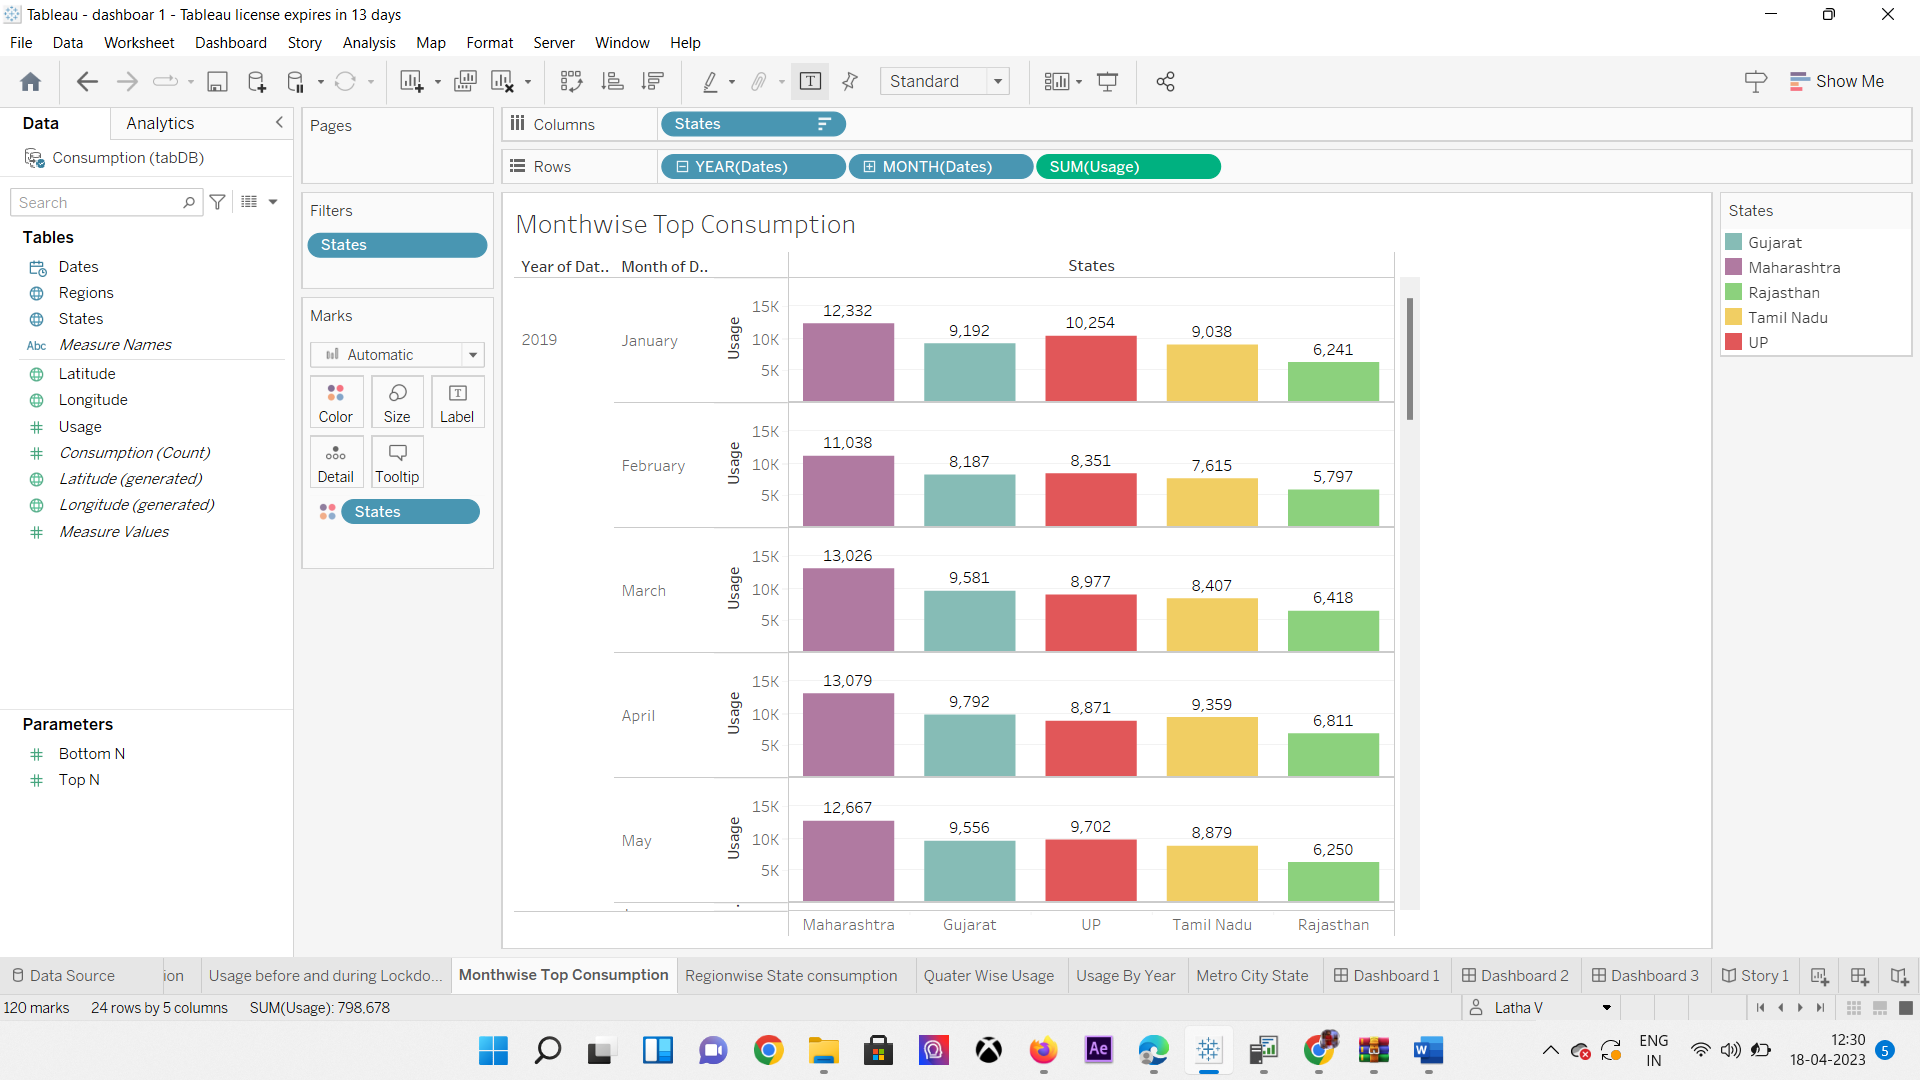 Tableau - dashboar 1 - Tableau license expires in 13 days
File Data Worksheet Dashboard Story Analysis Map Format Server Window Help
Standard
Show Me
Data Analytics
Consumption (tabDB)
Search
Tables
Dates
Regions
States
Abc Measure Names
Latitude
Longitude
Usage
Consumption (Count)
Latitude (generated)
Longitude (generated)
Measure Values
Parameters
Bottom N
Top N
Pages
Filters
States
Marks
Automatic
Color Size Label
Detail Tooltip
States
Columns States
Rows YEAR(Dates) MONTH(Dates) SUM(Usage)
Monthwise Top Consumption
Year of Dat.. Month of D.. States
2019 January Usage 15K 10K 5K 12,332 9,192 10,254 9,038 6,241
February Usage 15K 10K 5K 11,038 8,187 8,351 7,615 5,797
March Usage 15K 10K 5K 13,026 9,581 8,977 8,407 6,418
April Usage 15K 10K 5K 13,079 9,792 8,871 9,359 6,811
May Usage 15K 10K 5K 12,667 9,556 9,702 8,879 6,250
Maharashtra Gujarat UP Tamil Nadu Rajasthan
States
Gujarat
Maharashtra
Rajasthan
Tamil Nadu
UP
Data Source ion Usage before and during Lockdo... Monthwise Top Consumption Regionwise State consumption Quater Wise Usage Usage By Year Metro City State Dashboard 1 Dashboard 2 Dashboard 3 Story 1
120 marks 24 rows by 5 columns SUM(Usage): 798,678 Latha V
Ae
ENG
IN
12:30
18-04-2023
5